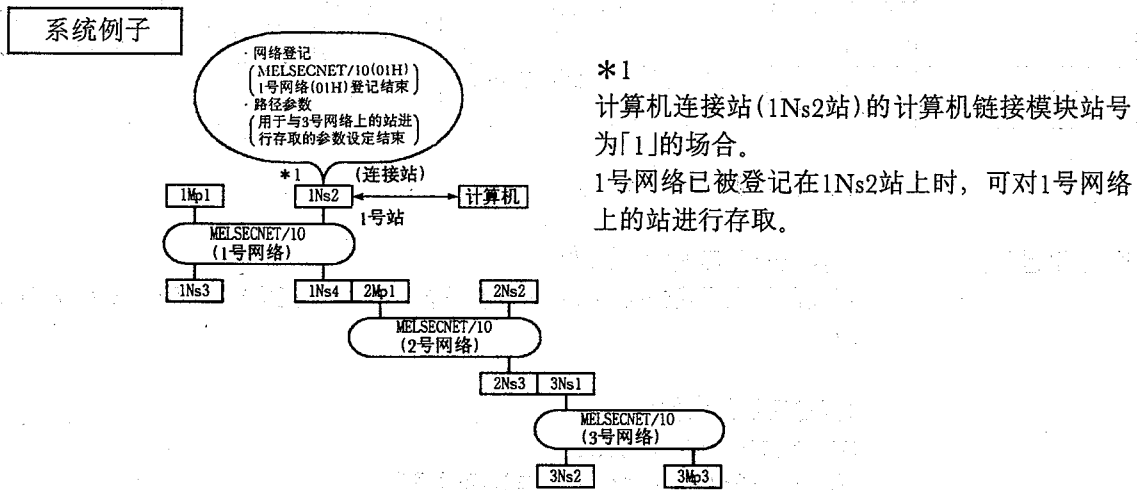 系统例子
· 网络登记
MELSECNET/10(01H)
1号网络(01H)登记结束
· 路径参数
用于与3号网络上的站进
行存取的参数设定结束
*1
(连接站)
1Mp1
1Ns2
计算机
1号站
MELSECNET/10
(1号网络)
1Ns3
1Ns4
2Mp1
2Ns2
MELSECNET/10
(2号网络)
2Ns3
3Ns1
MELSECNET/10
(3号网络)
3Ns2
3Mp3
*1
计算机连接站(1Ns2站)的计算机链接模块站号
为「1」的场合。
1号网络已被登记在1Ns2站上时，可对1号网络
上的站进行存取。